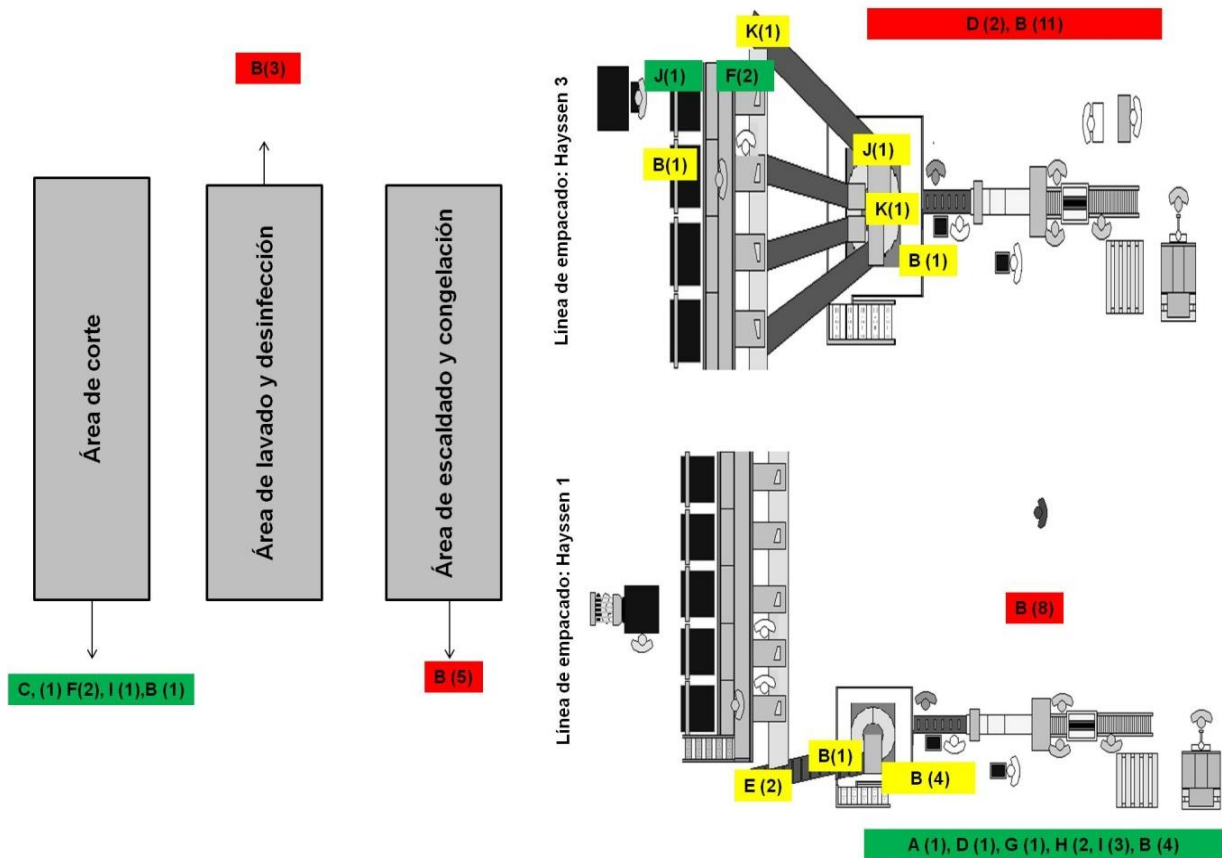 B(3)
Área de corte
Área de lavado y desinfección
Área de escaldado y congelación
C, (1) F(2), I (1),B (1)
B (5)
Línea de empacado: Hayssen 3
K(1)
D (2), B (11)
J(1)
F(2)
B(1)
J(1)
K(1)
B (1)
Línea de empacado: Hayssen 1
B (8)
B(1)
E (2)
B (4)
A (1), D (1), G (1), H (2, I (3), B (4)